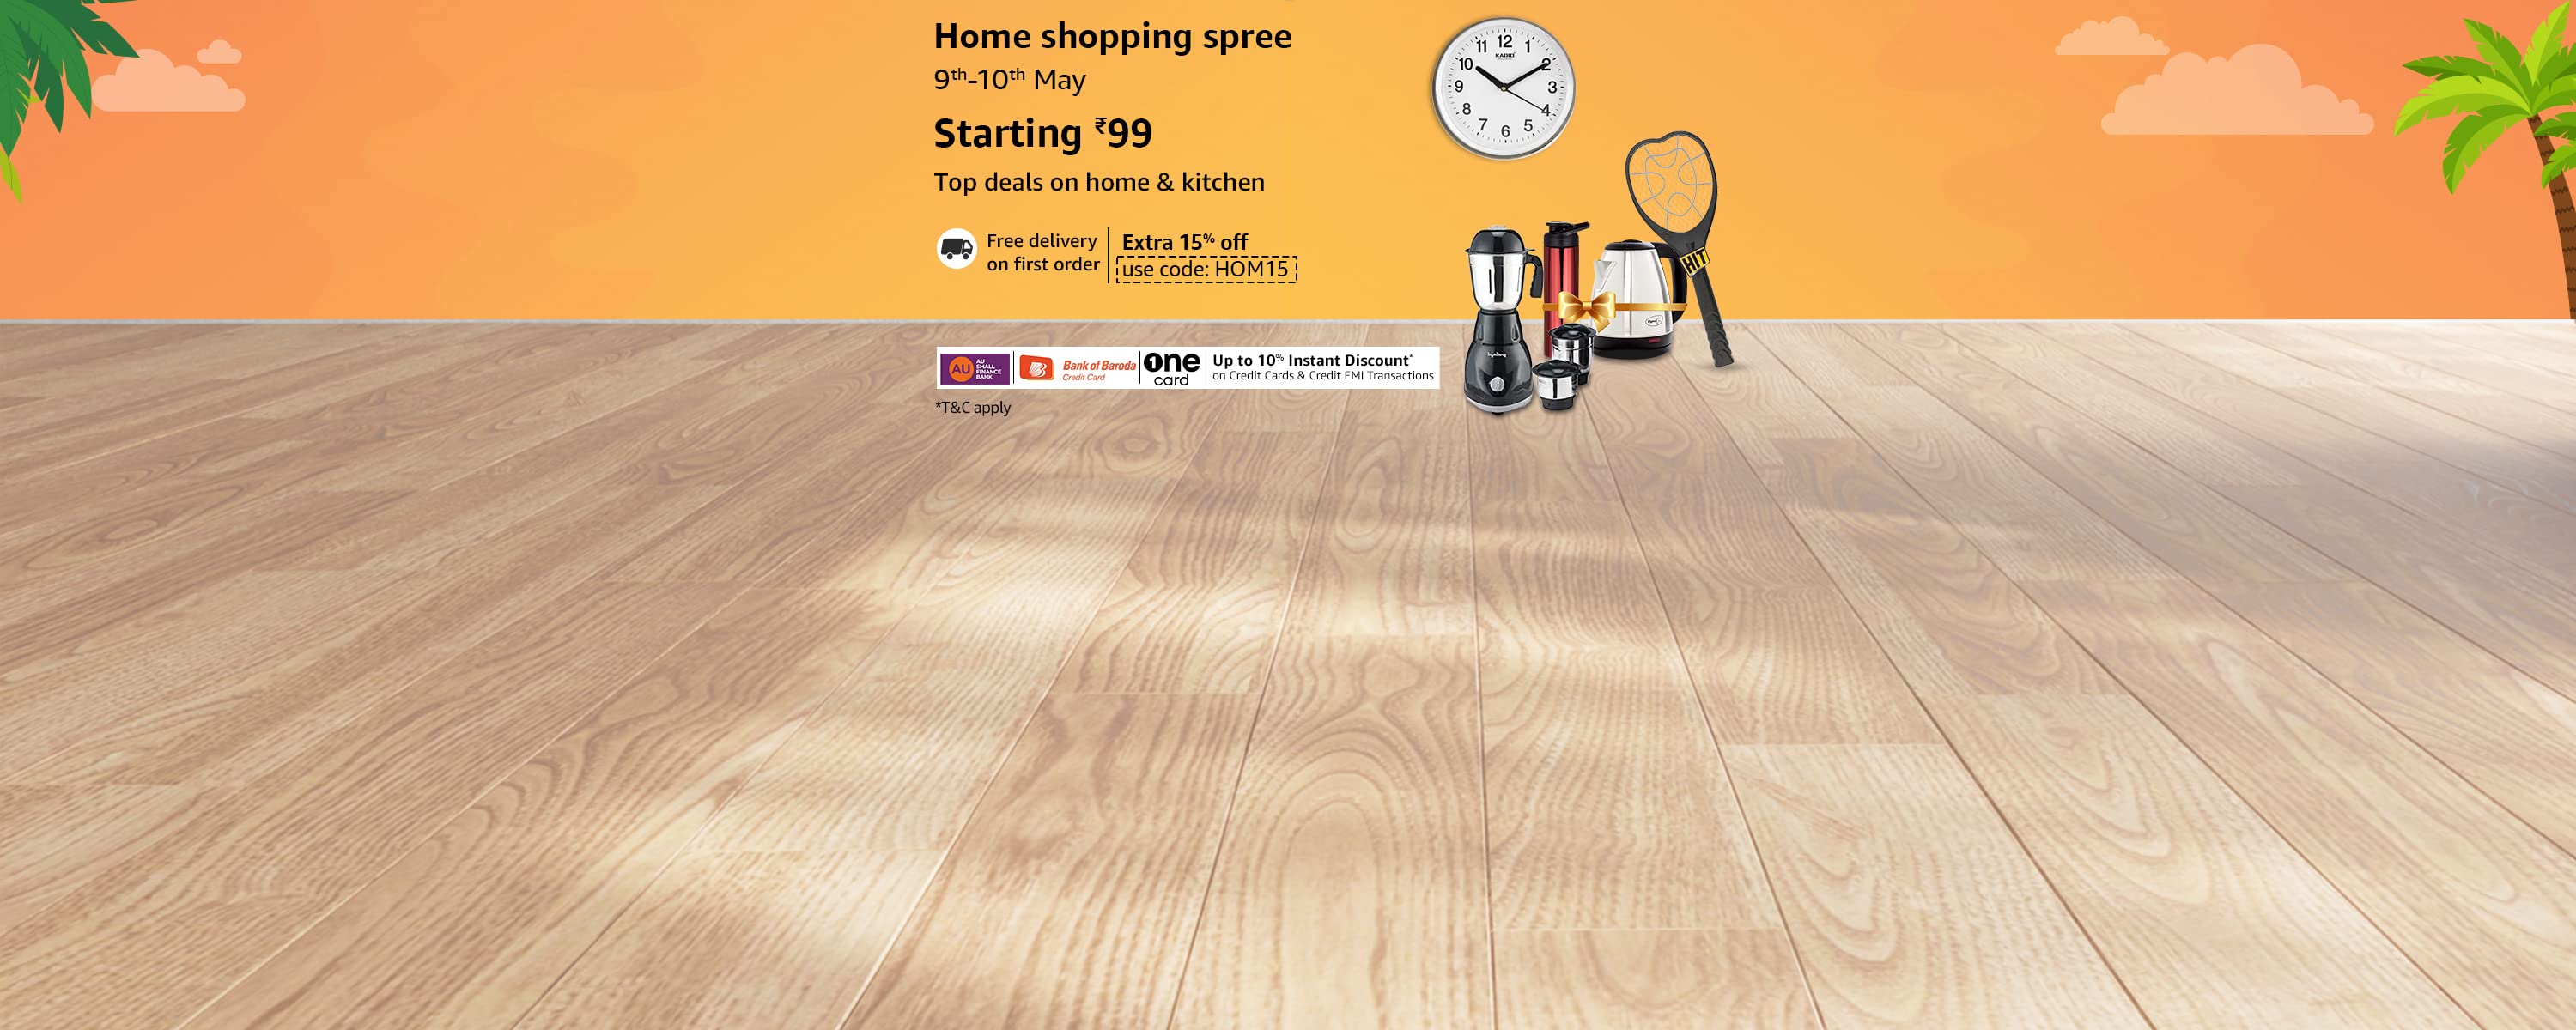 Home shopping spree
9th-10th May
Starting ₹99
Top deals on home & kitchen
Free delivery
on first order
Extra 15% off
use code: HOM15
AU
AU
SMALL
FINANCE
BANK
Bank of Baroda
Credit Card
one
card
Up to 10% Instant Discount*
on Credit Cards & Credit EMI Transactions
*T&C apply
12
11
1
10
2
9
3
8
4
7
5
6
KADIO
HIT
lifelong